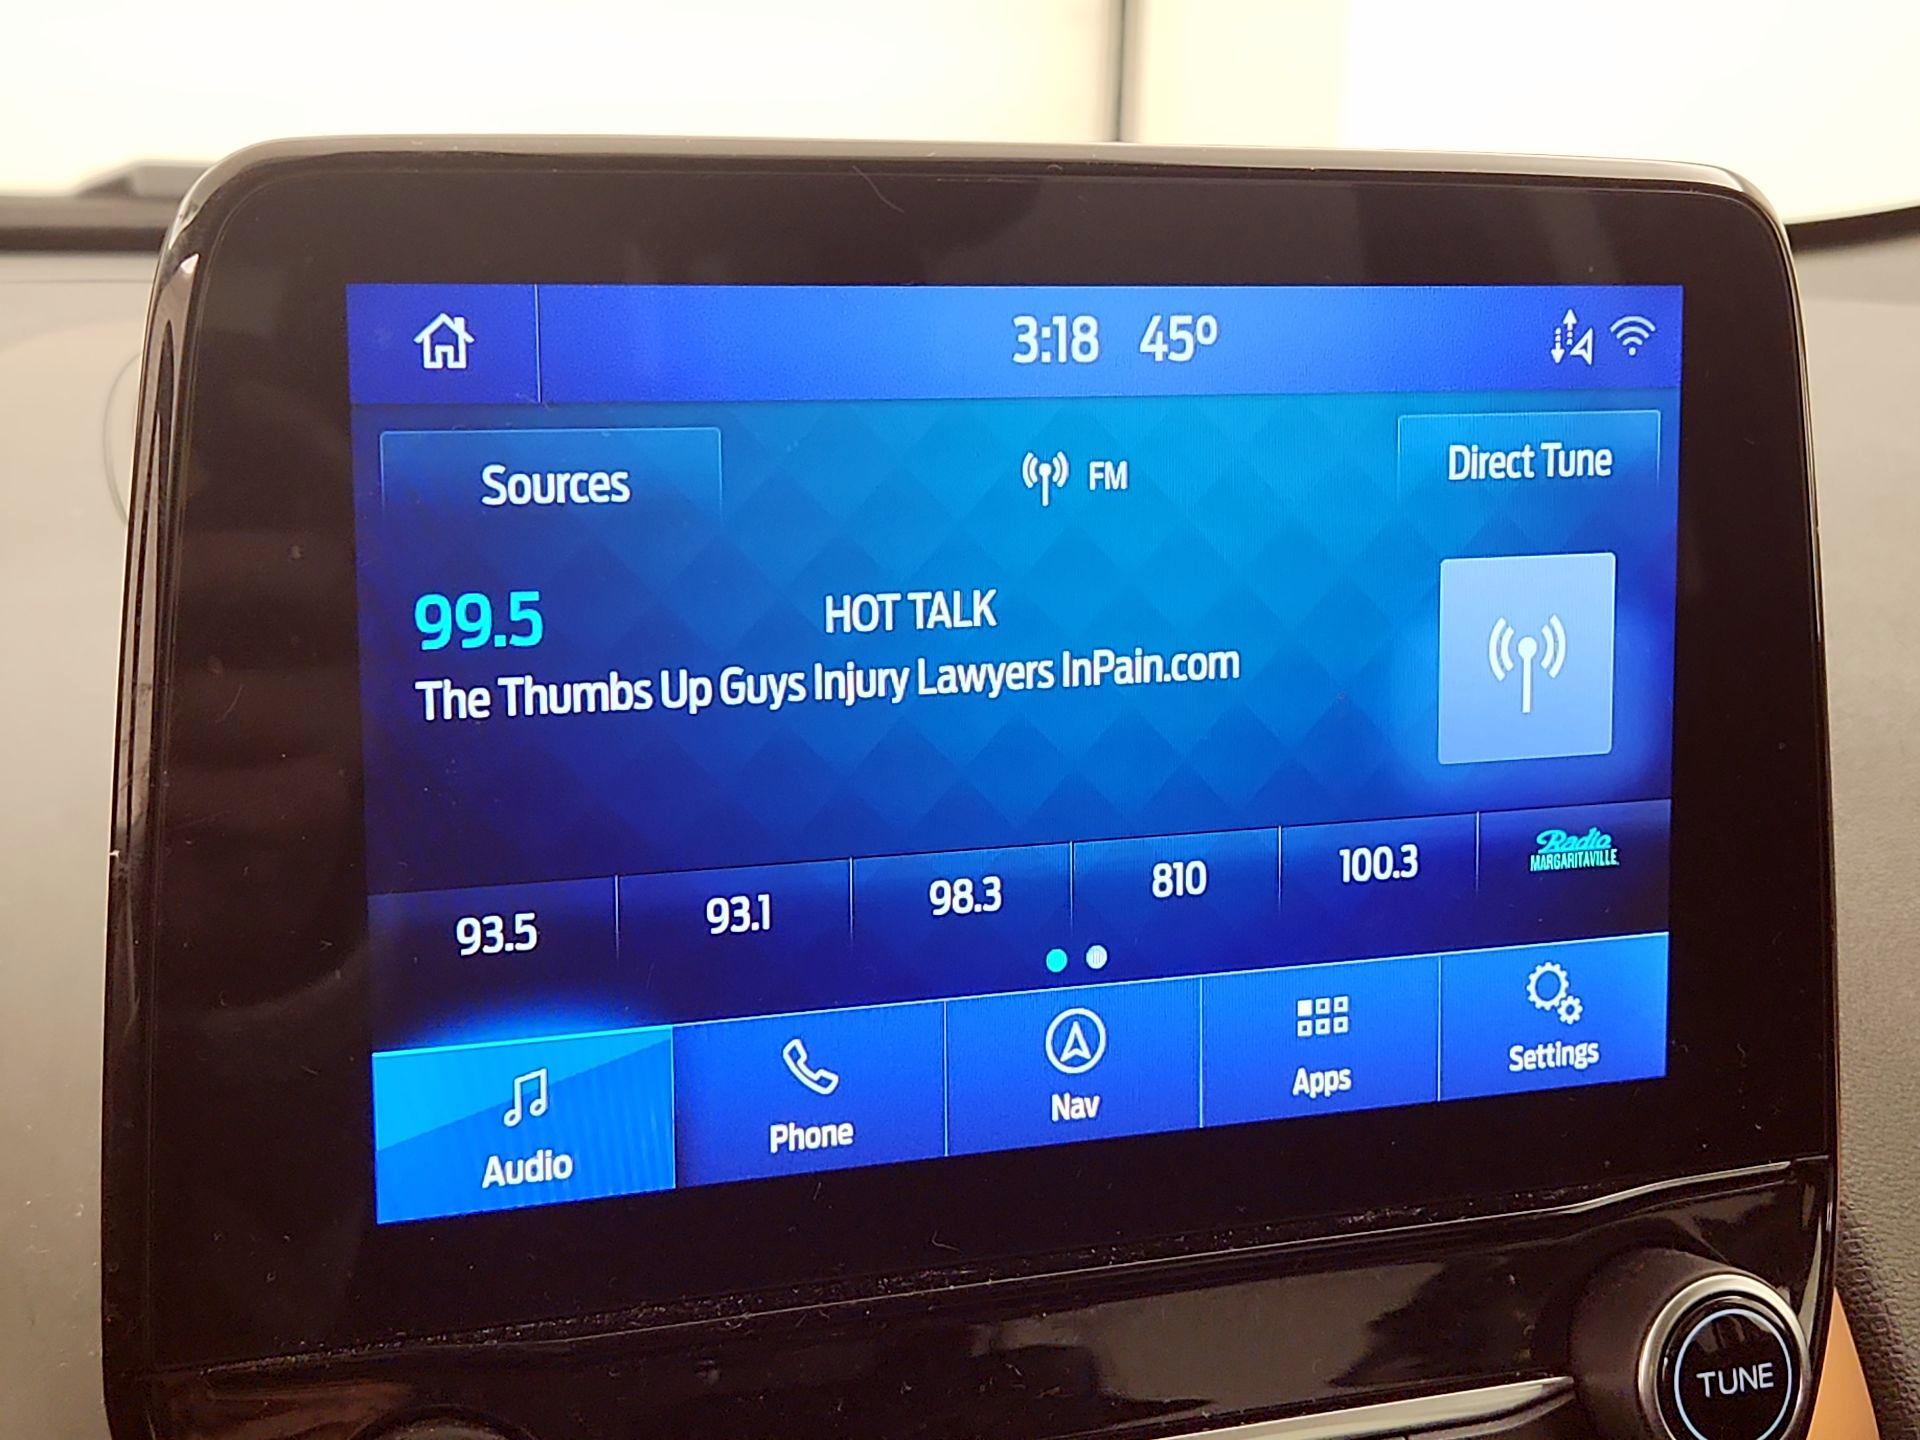 3:18 45º
Sources
FM
Direct Tune
99.5
HOT TALK
The Thumbs Up Guys Injury Lawyers InPain.com
93.5
93.1
98.3
810
100.3
Radio
MARGARITAVILLE
Audio
Phone
Nav
Apps
Settings
TUNE